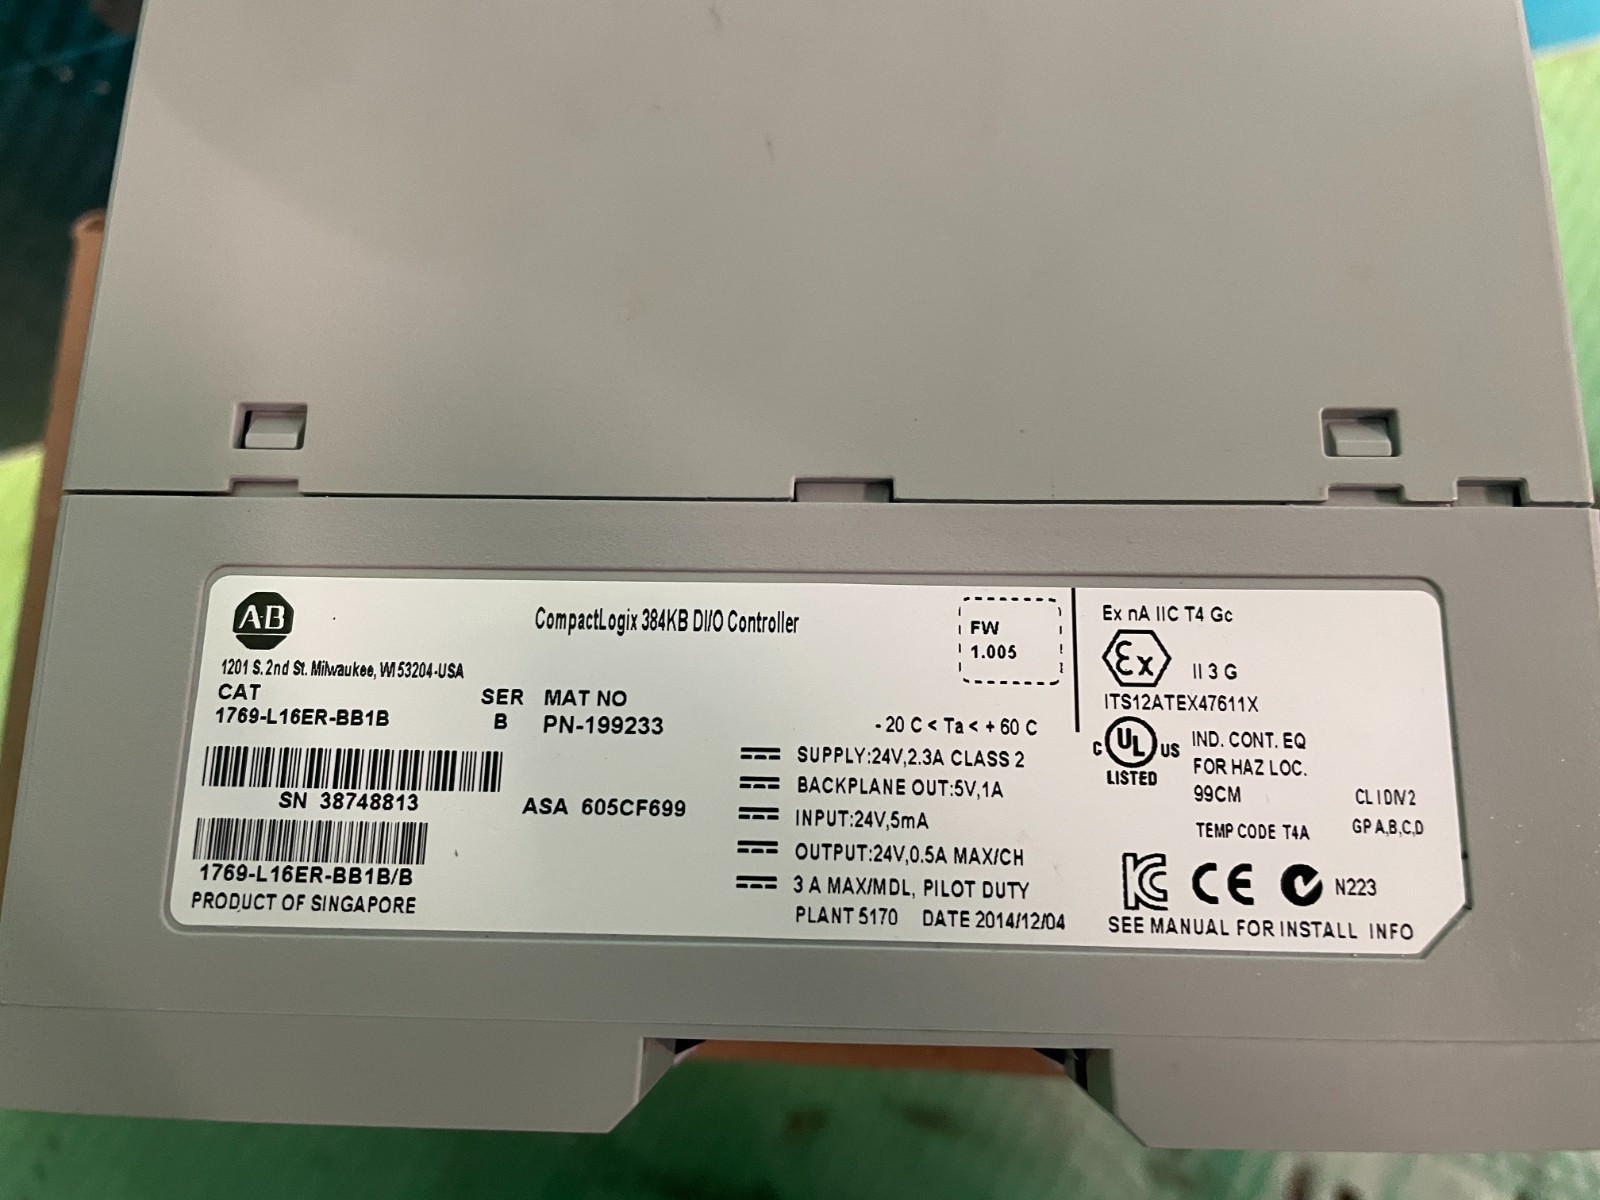 A-B
CompactLogix 384KB DI/O Controller
FW
1.005
1201 S. 2nd St. Milwaukee, WI 53204-USA
CAT
1769-L16ER-BB1B
SER
B
MAT NO
PN-199233
SN 38748813
ASA 605CF699
1769-L16ER-BB1B/B
PRODUCT OF SINGAPORE
- 20 C < Ta < + 60 C
SUPPLY:24V,2.3A CLASS 2
BACKPLANE OUT:5V,1A
INPUT:24V,5mA
OUTPUT:24V,0.5A MAX/CH
3 A MAX/MDL, PILOT DUTY
PLANT 5170 DATE 2014/12/04
Ex nA IIC T4 Gc
Ex II 3 G
ITS12ATEX47611X
C UL US
LISTED
IND. CONT. EQ
FOR HAZ LOC.
99CM
CL I DIV 2
GP A,B,C,D
TEMP CODE T4A
KC CE N223
SEE MANUAL FOR INSTALL INFO